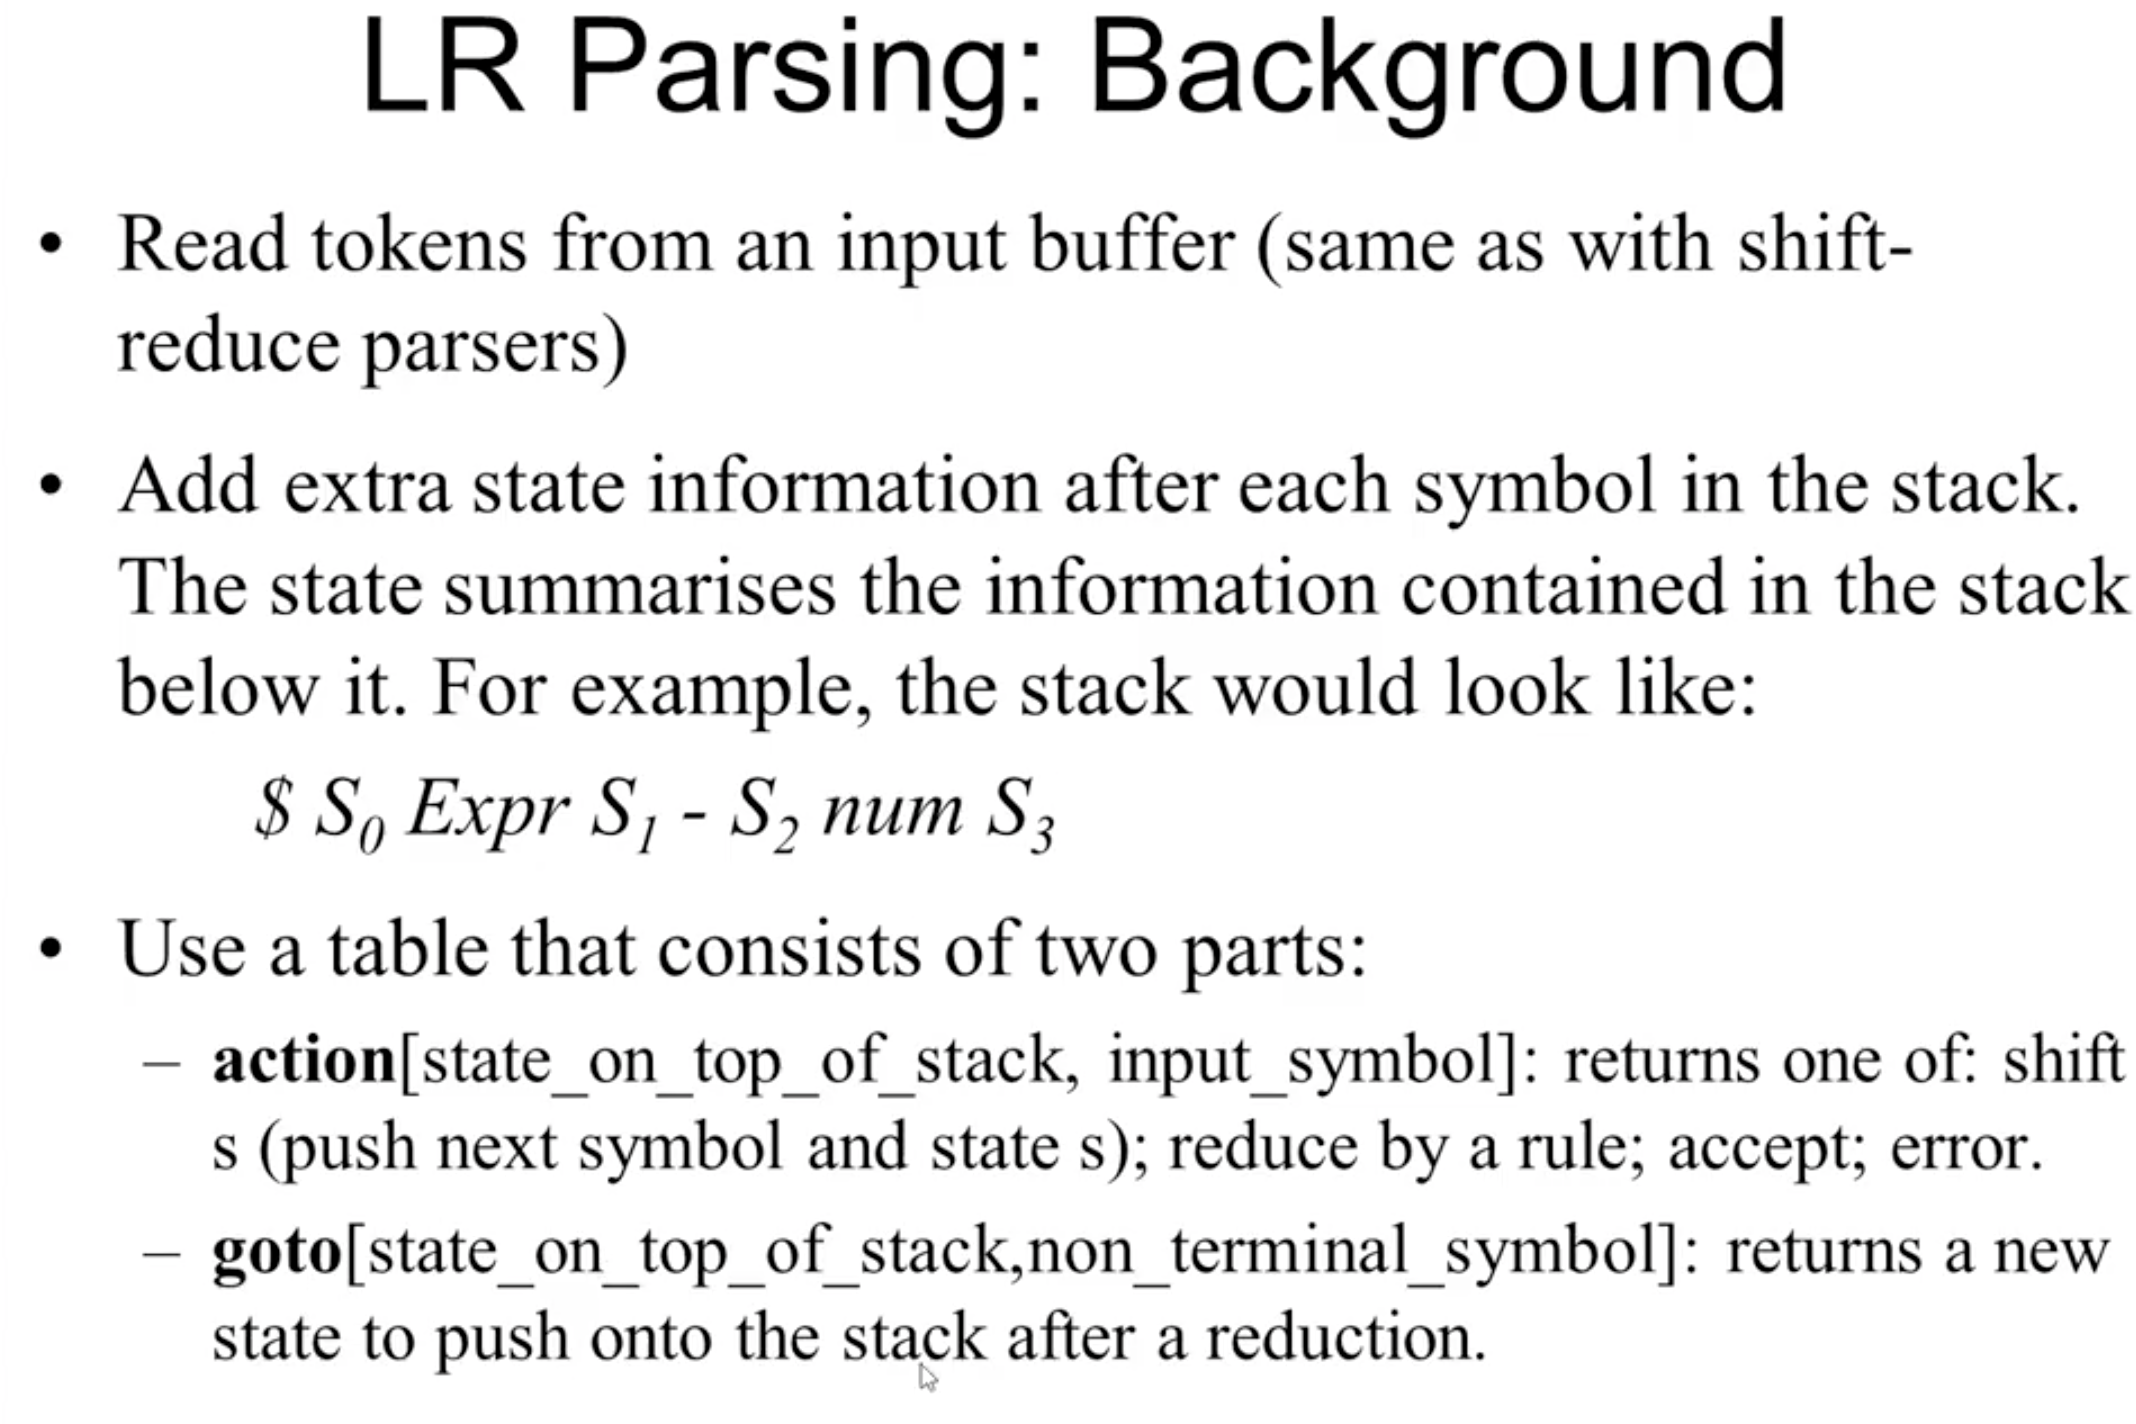 LR Parsing: Background
• Read tokens from an input buffer (same as with shift-
reduce parsers)
• Add extra state information after each symbol in the stack.
The state summarises the information contained in the stack
below it. For example, the stack would look like:
$ S0 Expr S1 - S2 num S3
• Use a table that consists of two parts:
– action[state_on_top_of_stack, input_symbol]: returns one of: shift
s (push next symbol and state s); reduce by a rule; accept; error.
– goto[state_on_top_of_stack,non_terminal_symbol]: returns a new
state to push onto the stack after a reduction.